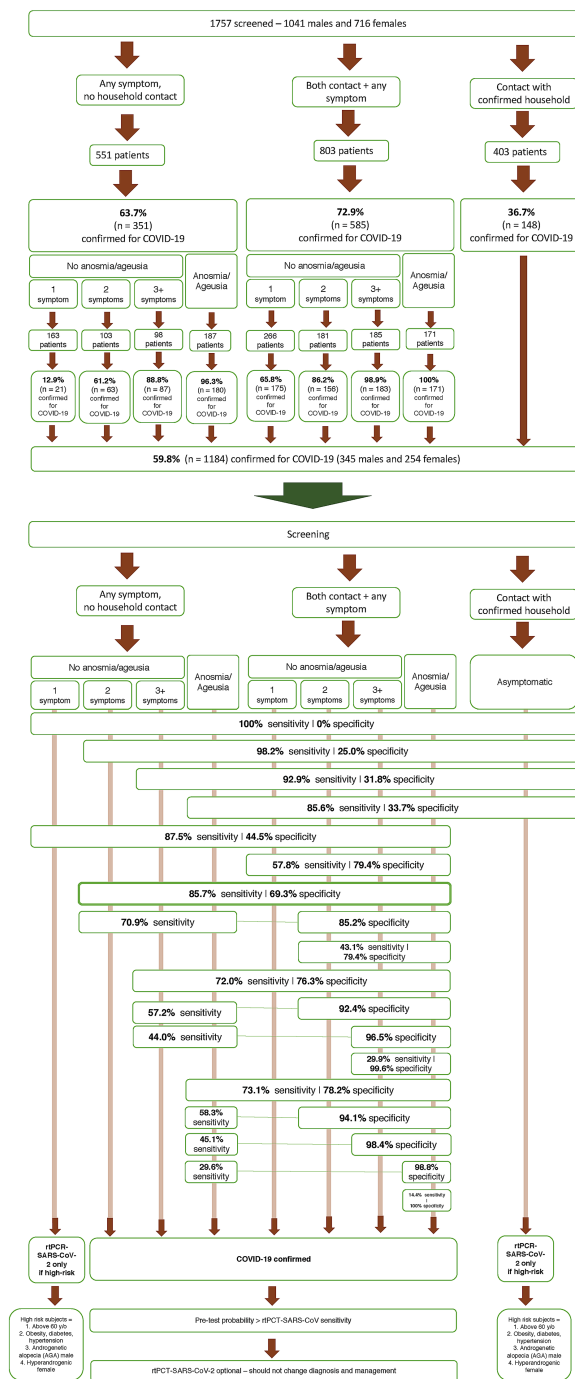 1757 screened – 1041 males and 716 females
Any symptom,
no household contact
Both contact + any
symptom
Contact with
confirmed household
551 patients
803 patients
403 patients
63.7%
(n = 351)
confirmed for COVID-19
72.9%
(n = 585)
confirmed for COVID-19
36.7%
(n = 148)
confirmed for COVID-19
No anosmia/ageusia
Anosmia/
Ageusia
No anosmia/ageusia
Anosmia/
Ageusia
1
symptom
2
symptoms
3+
symptoms
1
symptom
2
symptoms
3+
symptoms
163
patients
103
patients
98
patients
187
patients
266
patients
181
patients
185
patients
171
patients
12.9%
(n = 21)
confirmed
for
COVID-19
61.2%
(n = 63)
confirmed
for
COVID-19
88.8%
(n = 87)
confirmed
for
COVID-19
96.3%
(n = 180)
confirmed
for
COVID-19
65.8%
(n = 175)
confirmed
for
COVID-19
86.2%
(n = 156)
confirmed
for
COVID-19
98.9%
(n = 183)
confirmed
for
COVID-19
100%
(n = 171)
confirmed
for
COVID-19
59.8% (n = 1184) confirmed for COVID-19 (345 males and 254 females)
Screening
Any symptom,
no household contact
Both contact + any
symptom
Contact with
confirmed household
No anosmia/ageusia
Anosmia/
Ageusia
No anosmia/ageusia
Anosmia/
Ageusia
Asymptomatic
1
symptom
2
symptoms
3+
symptoms
1
symptom
2
symptoms
3+
symptoms
100% sensitivity I 0% specificity
98.2% sensitivity I 25.0% specificity
92.9% sensitivity I 31.8% specificity
85.6% sensitivity I 33.7% specificity
87.5% sensitivity I 44.5% specificity
57.8% sensitivity I 79.4% specificity
85.7% sensitivity I 69.3% specificity
70.9% sensitivity
85.2% specificity
43.1% sensitivity I
79.4% specificity
72.0% sensitivity I 76.3% specificity
57.2% sensitivity
92.4% specificity
44.0% sensitivity
96.5% specificity
29.9% sensitivity I
99.6% specificity
73.1% sensitivity I 78.2% specificity
58.3%
sensitivity
94.1% specificity
45.1%
sensitivity
98.4% specificity
29.6%
sensitivity
98.8%
specificity
14.4% sensitivity
I
100% specificity
rtPCR-
SARS-CoV-
2 only
if high-risk
COVID-19 confirmed
rtPCR-
SARS-CoV-
2 only
if high-risk
High risk subjects =
1. Above 60 y/b
2. Obesity, diabetes,
hypertension
3. Androgenetic
alopecia (AGA) male
4. Hyperandrogenic
female
Pre-test probability > rtPCT-SARS-CoV sensitivity
rtPCT-SARS-CoV-2 optional – should not change diagnosis and management
High risk subjects =
1. Above 60 y/b
2. Obesity, diabetes,
hypertension
3. Androgenetic
alopecia (AGA) male
4. Hyperandrogenic
female